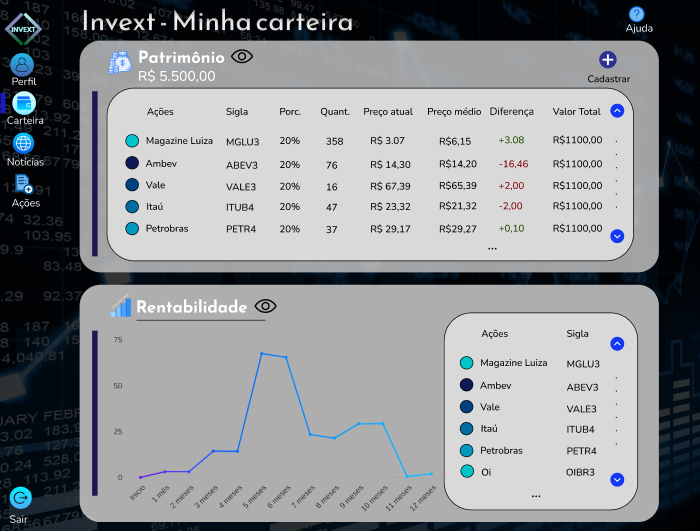 Invext - Minha carteira
INVEXT
Ajuda
Perfil
Carteira
Notícias
Ações
Sair
Patrimônio
R$ 5.500,00
Cadastrar
Ações Sigla Porc. Quant. Preço atual Preço médio Diferença Valor Total
Magazine Luiza MGLU3 20% 358 R$ 3.07 R$6,15 +3.08 R$1100,00
Ambev ABEV3 20% 76 R$ 14,30 R$14,20 -16,46 R$1100,00
Vale VALE3 20% 16 R$ 67,39 R$65,39 +2,00 R$1100,00
Itaú ITUB4 20% 47 R$ 23,32 R$21,32 -2,00 R$1100,00
Petrobras PETR4 20% 37 R$ 29,17 R$29,27 +0,10 R$1100,00
...
Rentabilidade
75
50
25
0
Início 1 mês 2 meses 3 meses 4 meses 5 meses 6 meses 7 meses 8 meses 9 meses 10 meses 11 meses 12 meses
Ações Sigla
Magazine Luiza MGLU3
Ambev ABEV3
Vale VALE3
Itaú ITUB4
Petrobras PETR4
Oi OIBR3
...